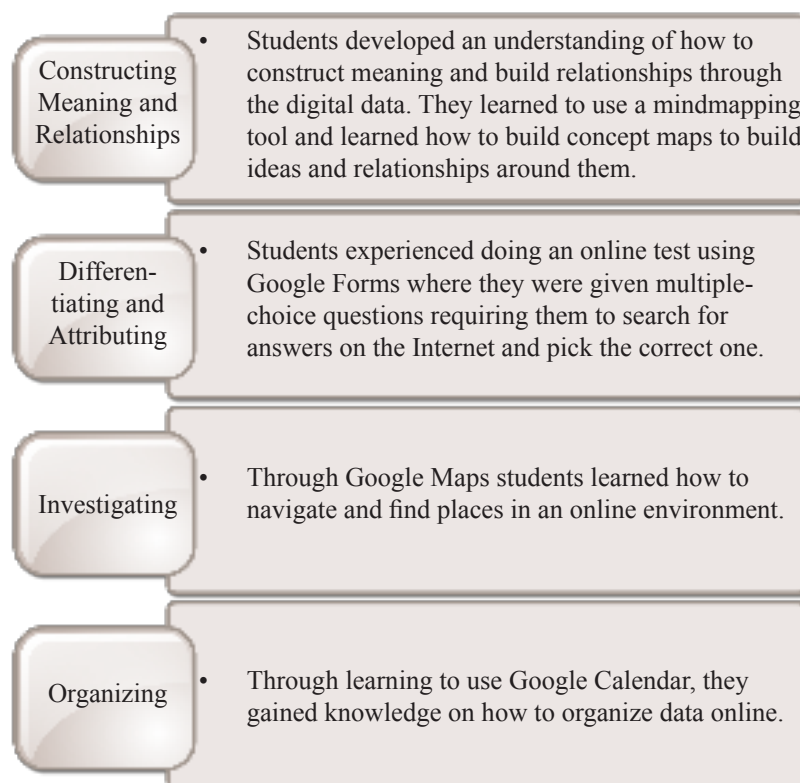 Constructing
Meaning and
Relationships
• Students developed an understanding of how to
construct meaning and build relationships through
the digital data. They learned to use a mindmapping
tool and learned how to build concept maps to build
ideas and relationships around them.
Differen-
tiating and
Attributing
• Students experienced doing an online test using
Google Forms where they were given multiple-
choice questions requiring them to search for
answers on the Internet and pick the correct one.
Investigating
• Through Google Maps students learned how to
navigate and find places in an online environment.
Organizing
• Through learning to use Google Calendar, they
gained knowledge on how to organize data online.